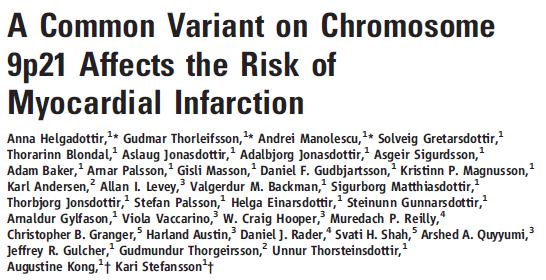 A Common Variant on Chromosome
9p21 Affects the Risk of
Myocardial Infarction
Anna Helgadottir,¹* Gudmar Thorleifsson,¹* Andrei Manolescu,¹* Solveig Gretarsdottir,¹
Thorarinn Blondal,¹ Aslaug Jonasdottir,¹ Adalbjorg Jonasdottir,¹ Asgeir Sigurdsson,¹
Adam Baker,¹ Arnar Palsson,¹ Gisli Masson,¹ Daniel F. Gudbjartsson,¹ Kristinn P. Magnusson,¹
Karl Andersen,² Allan I. Levey,³ Valgerdur M. Backman,¹ Sigurborg Matthiasdottir,¹
Thorbjorg Jonsdottir,¹ Stefan Palsson,¹ Helga Einarsdottir,¹ Steinunn Gunnarsdottir,¹
Arnaldur Gylfason,¹ Viola Vaccarino,³ W. Craig Hooper,³ Muredach P. Reilly,⁴
Christopher B. Granger,⁵ Harland Austin,³ Daniel J. Rader,⁴ Svati H. Shah,⁵ Arshed A. Quyyumi,³
Jeffrey R. Gulcher,¹ Gudmundur Thorgeirsson,² Unnur Thorsteinsdottir,¹
Augustine Kong,¹† Kari Stefansson¹†